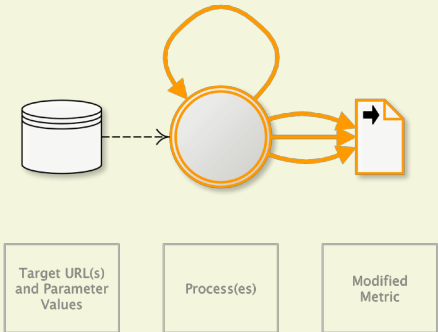 Target URL(s)
and Parameter
Values
Process(es)
Modified
Metric